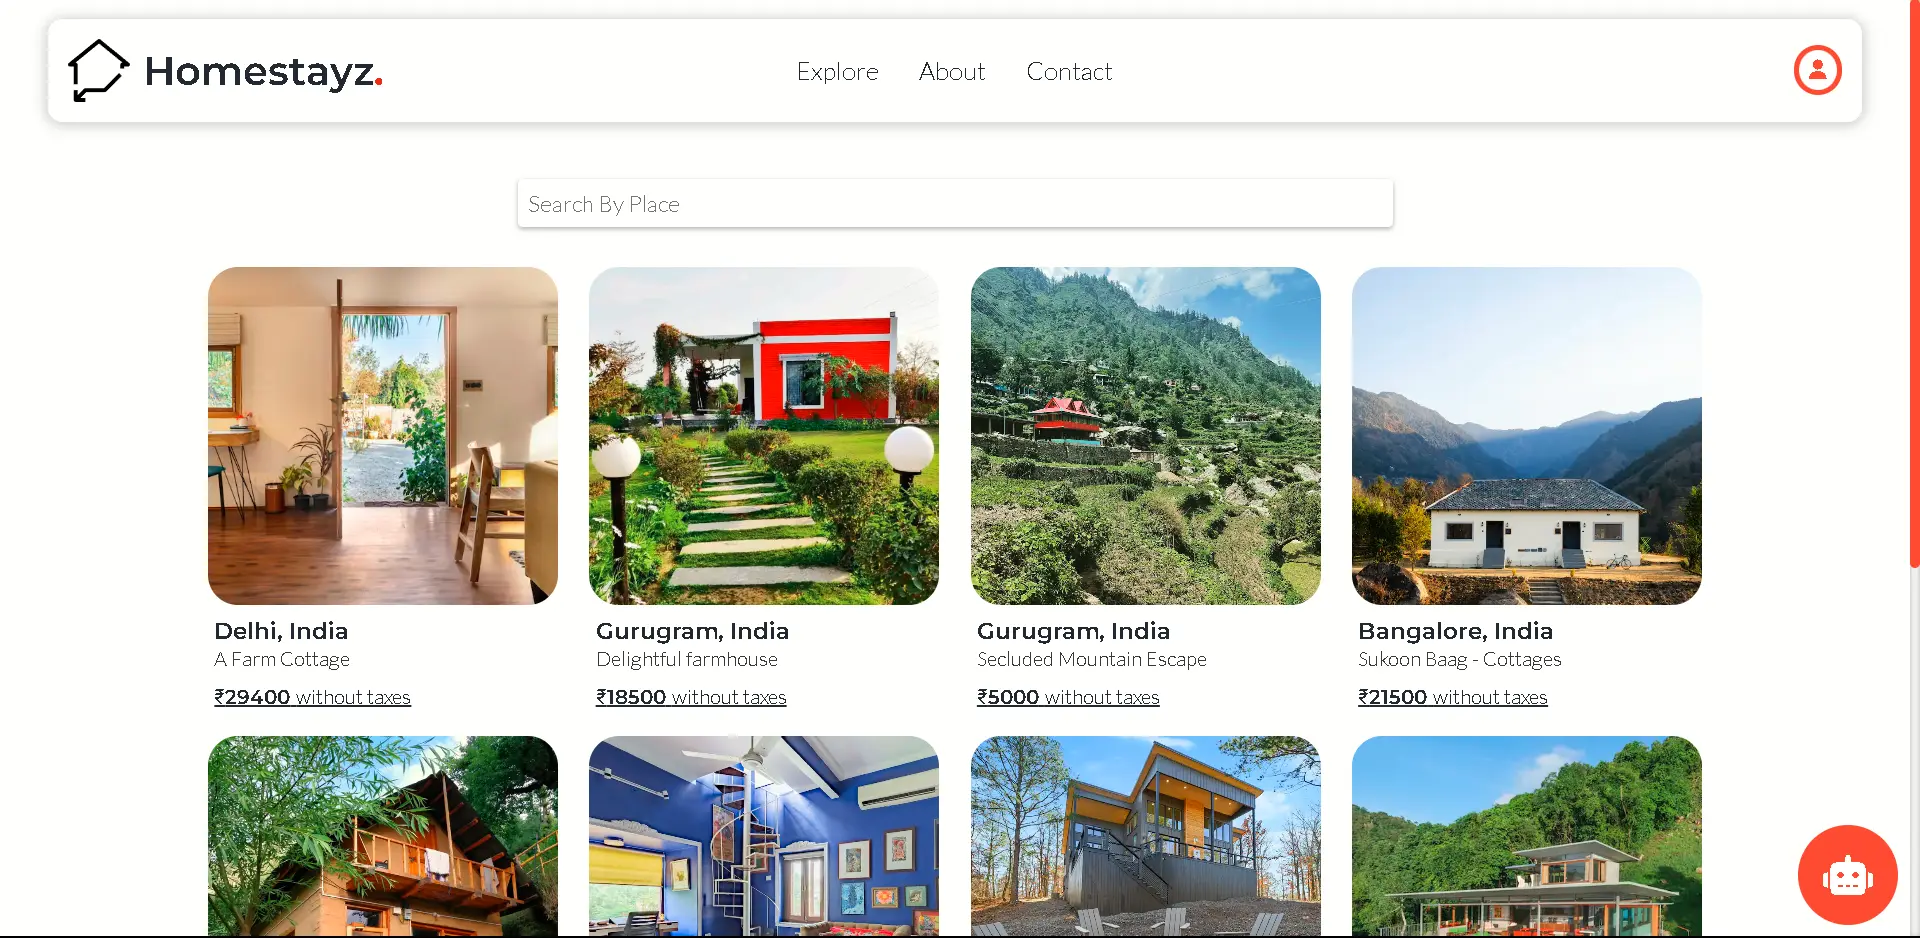 Homestayz.
Explore About Contact
Search By Place
Delhi, India
A Farm Cottage
₹29400 without taxes
Gurugram, India
Delightful farmhouse
₹18500 without taxes
Gurugram, India
Secluded Mountain Escape
₹5000 without taxes
Bangalore, India
Sukoon Baag - Cottages
₹21500 without taxes